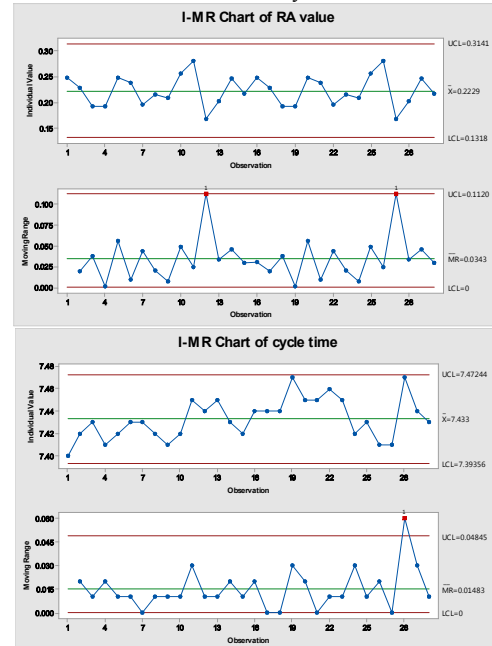 I-MR Chart of RA value
UCL=0.3141
0.30
0.25
X̄=0.2229
0.20
0.15
LCL=0.1318
Individual Value
1 4 7 10 13 16 19 22 25 28
Observation
1 1
UCL=0.1120
0.100
0.075
0.050
M̄R̄=0.0343
0.025
0.000
LCL=0
Moving Range
1 4 7 10 13 16 19 22 25 28
Observation
I-MR Chart of cycle time
7.48
UCL=7.47244
7.46
7.44
X̄=7.433
7.42
7.40
LCL=7.39356
Individual Value
1 4 7 10 13 16 19 22 25 28
Observation
1
0.060
UCL=0.04845
0.045
0.030
0.015
M̄R̄=0.01483
0.000
LCL=0
Moving Range
1 4 7 10 13 16 19 22 25 28
Observation